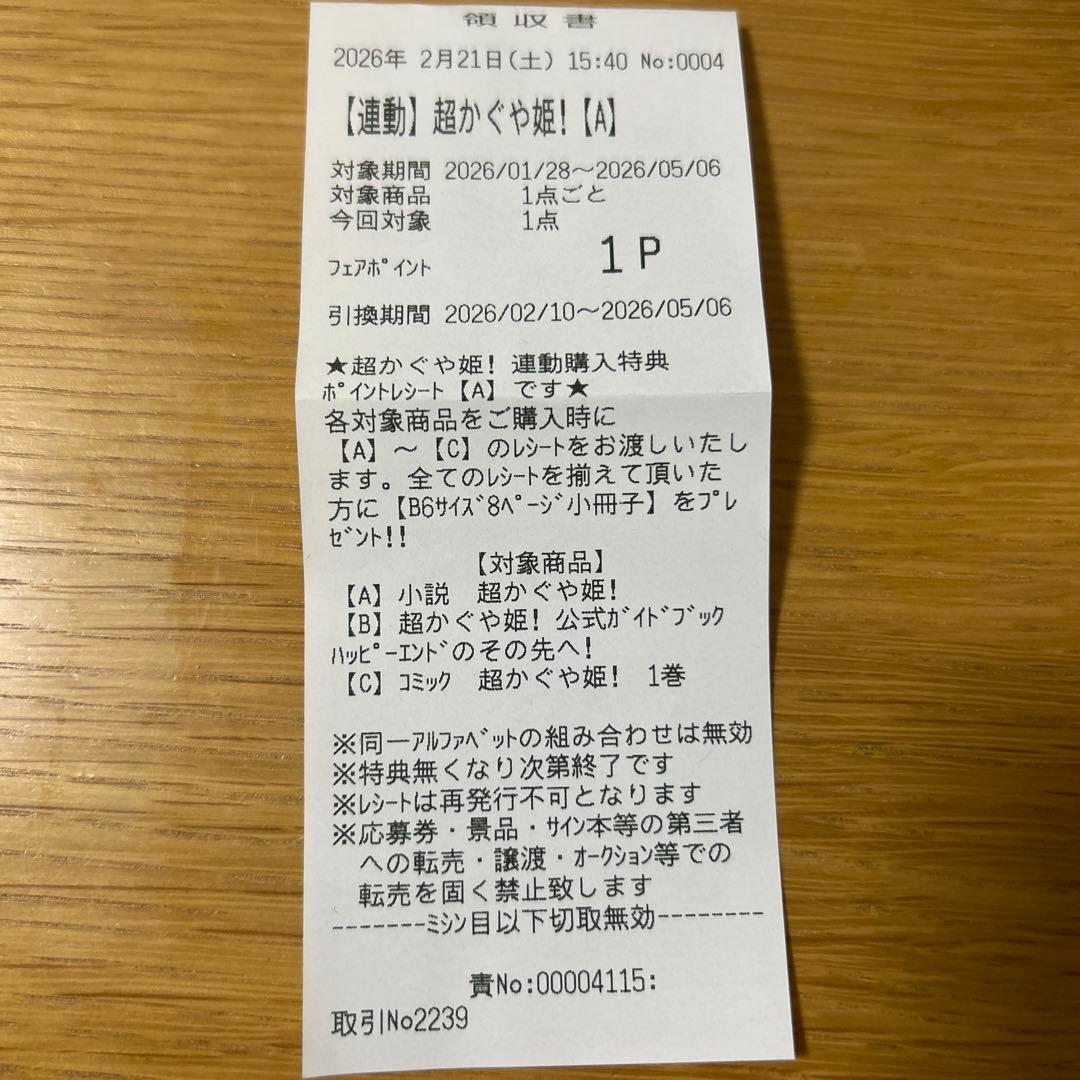 領収書
2026年 2月21日(土) 15:40 No:0004
【連動】超かぐや姫!【A】
対象期間 2026/01/28～2026/05/06
対象商品 1点ごと
今回対象 1点
ﾌｪｱﾎﾟｲﾝﾄ 1P
引換期間 2026/02/10～2026/05/06
★超かぐや姫! 連動購入特典
ﾎﾟｲﾝﾄﾚｼｰﾄ【A】です★
各対象商品をご購入時に
【A】～【C】のﾚｼｰﾄをお渡しいたし
ます。全てのﾚｼｰﾄを揃えて頂いた
方に【B6ｻｲｽﾞ8ﾍﾟｰｼﾞ小冊子】をﾌﾟﾚ
ｾﾞﾝﾄ!!
【対象商品】
【A】小説 超かぐや姫!
【B】超かぐや姫! 公式ｶﾞｲﾄﾞﾌﾞｯｸ
ﾊｯﾋﾟｰｴﾝﾄﾞのその先へ!
【C】ｺﾐｯｸ 超かぐや姫! 1巻
※同一ｱﾙﾌｧﾍﾞｯﾄの組み合わせは無効
※特典無くなり次第終了です
※ﾚｼｰﾄは再発行不可となります
※応募券・景品・ｻｲﾝ本等の第三者
への転売・譲渡・ｵｰｸｼｮﾝ等での
転売を固く禁止致します
-------ﾐｼﾝ目以下切取無効--------
責No:00004115:
取引No2239